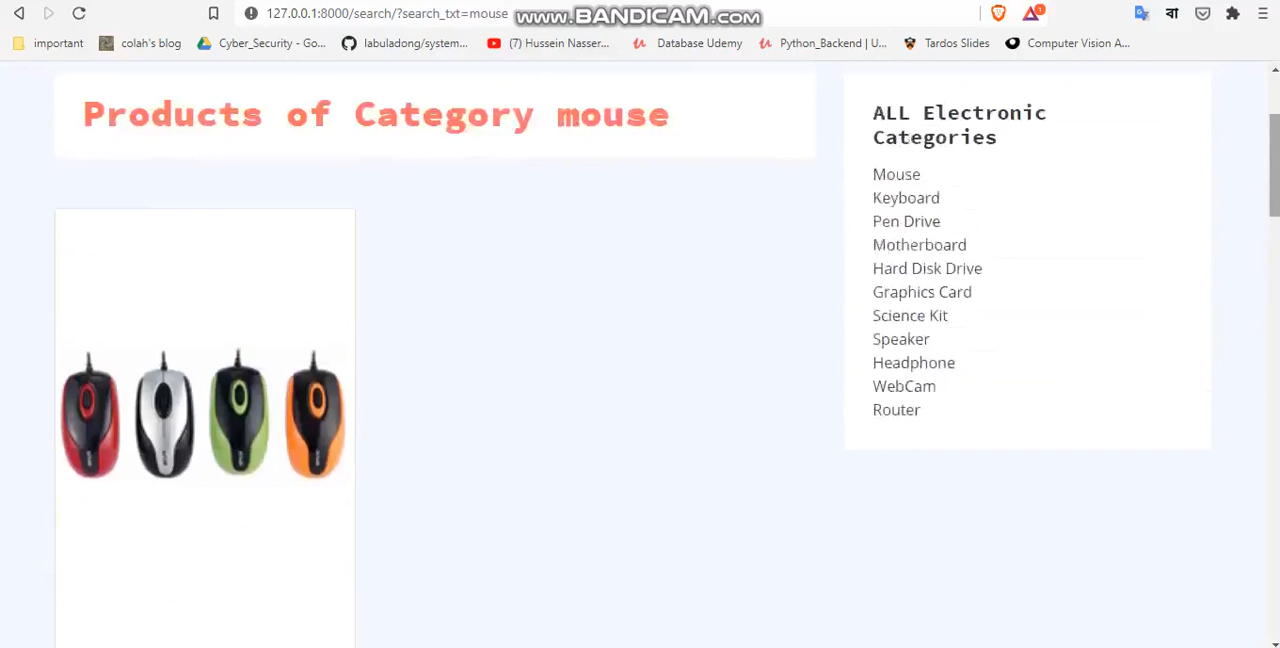 127.0.0.1:8000/search/?search_txt=mouse
www.BANDICAM.com
1
বা
important
colah's blog
Cyber_Security - Go...
labuladong/system...
(7) Hussein Nasser...
Database Udemy
Python_Backend | U...
Tardos Slides
Computer Vision A...
Products of Category mouse
ALL Electronic
Categories
Mouse
Keyboard
Pen Drive
Motherboard
Hard Disk Drive
Graphics Card
Science Kit
Speaker
Headphone
WebCam
Router